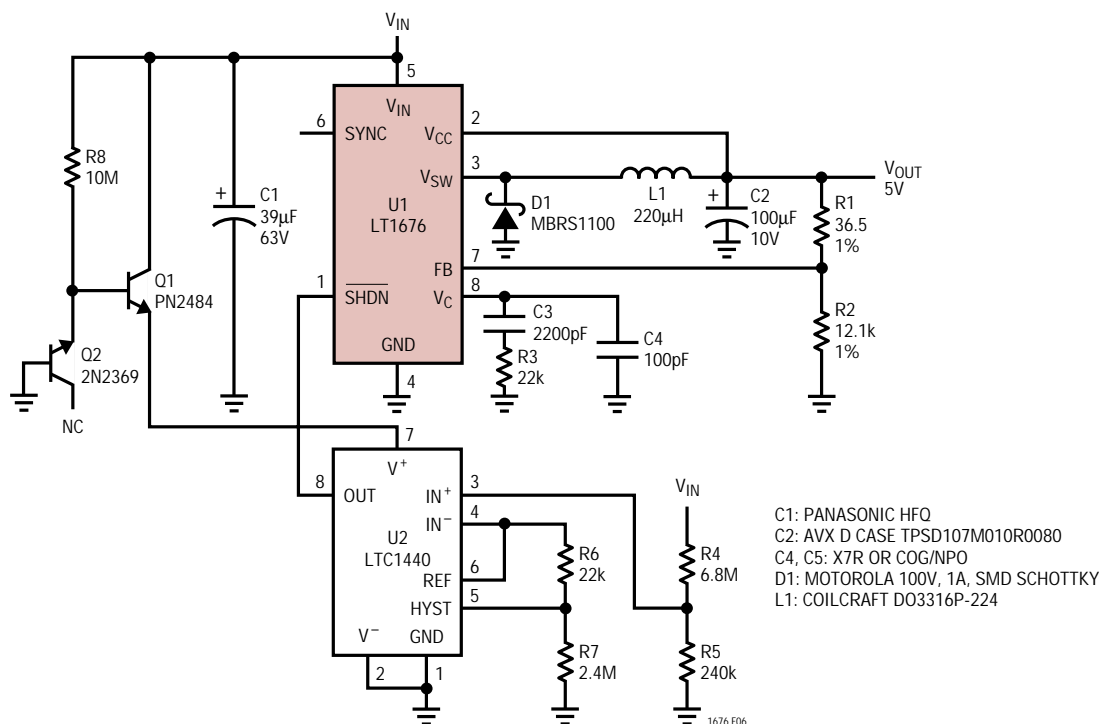 VIN
5
VIN
6
SYNC
VCC
2
VSW
3
U1
LT1676
FB
7
VC
8
1
SHDN
GND
4
R8
10M
+
C1
39µF
63V
Q1
PN2484
Q2
2N2369
NC
D1
MBRS1100
L1
220µH
+
C2
100µF
10V
VOUT
5V
R1
36.5
1%
R2
12.1k
1%
C3
2200pF
R3
22k
C4
100pF
7
V+
8
OUT
IN+
3
IN–
4
U2
LTC1440
REF
6
HYST
5
V–
GND
2
1
R6
22k
R7
2.4M
VIN
R4
6.8M
R5
240k
C1: PANASONIC HFQ
C2: AVX D CASE TPSD107M010R0080
C4, C5: X7R OR COG/NPO
D1: MOTOROLA 100V, 1A, SMD SCHOTTKY
L1: COILCRAFT DO3316P-224
1676 F06